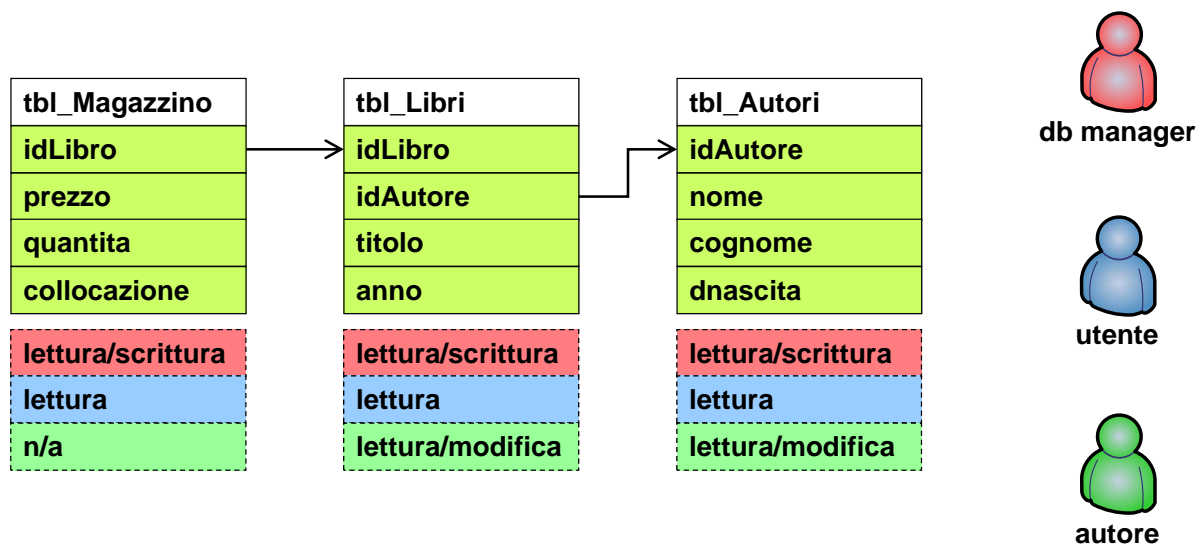 tbl_Magazzino
idLibro
prezzo
quantita
collocazione
lettura/scrittura
lettura
n/a
tbl_Libri
idLibro
idAutore
titolo
anno
lettura/scrittura
lettura
lettura/modifica
tbl_Autori
idAutore
nome
cognome
dnascita
lettura/scrittura
lettura
lettura/modifica
db manager
utente
autore